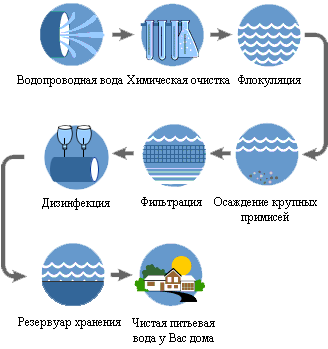 Водопроводная вода
Химическая очистка
Флокуляция
Дизинфекция
Фильтрация
Осаждение крупных
примисей
Резервуар хранения
Чистая питьевая
вода у Вас дома